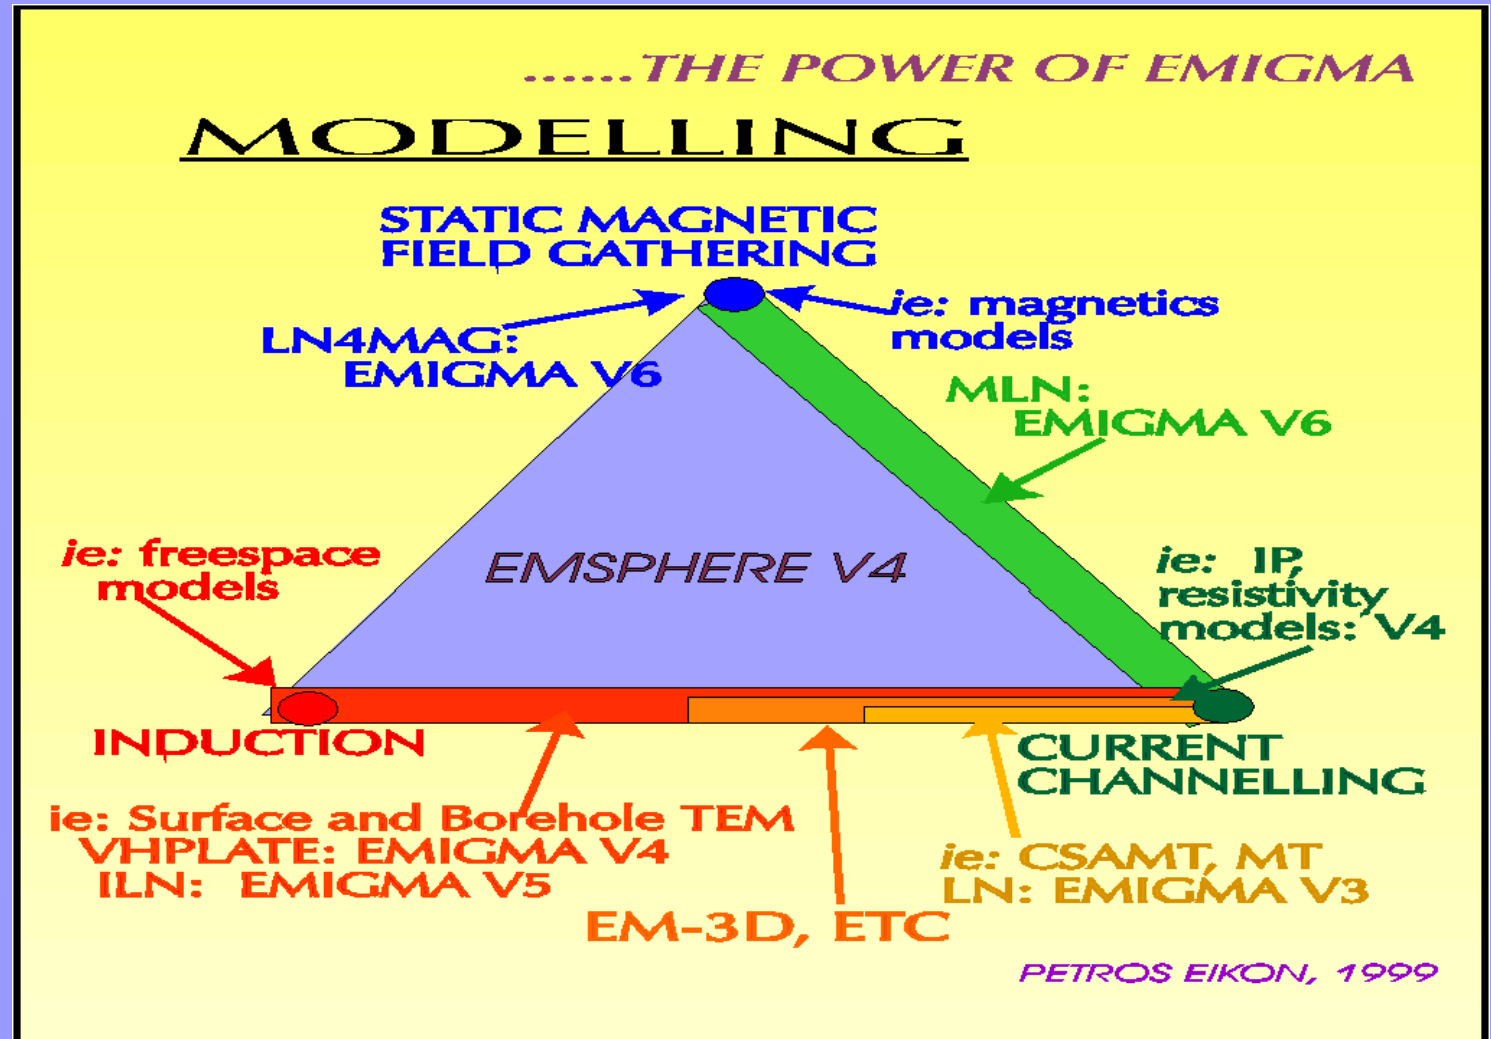 ......THE POWER OF EMIGMA
MODELLING
STATIC MAGNETIC
FIELD GATHERING
ie: magnetics
models
LN4MAG:
EMIGMA V6
MLN:
EMIGMA V6
ie: freespace
models
EMSPHERE V4
ie: IP,
resistivity
models: V4
INDUCTION
CURRENT
CHANNELLING
ie: Surface and Borehole TEM
VHPLATE: EMIGMA V4
ILN: EMIGMA V5
ie: CSAMT, MT
LN: EMIGMA V3
EM-3D, ETC
PETROS EIKON, 1999